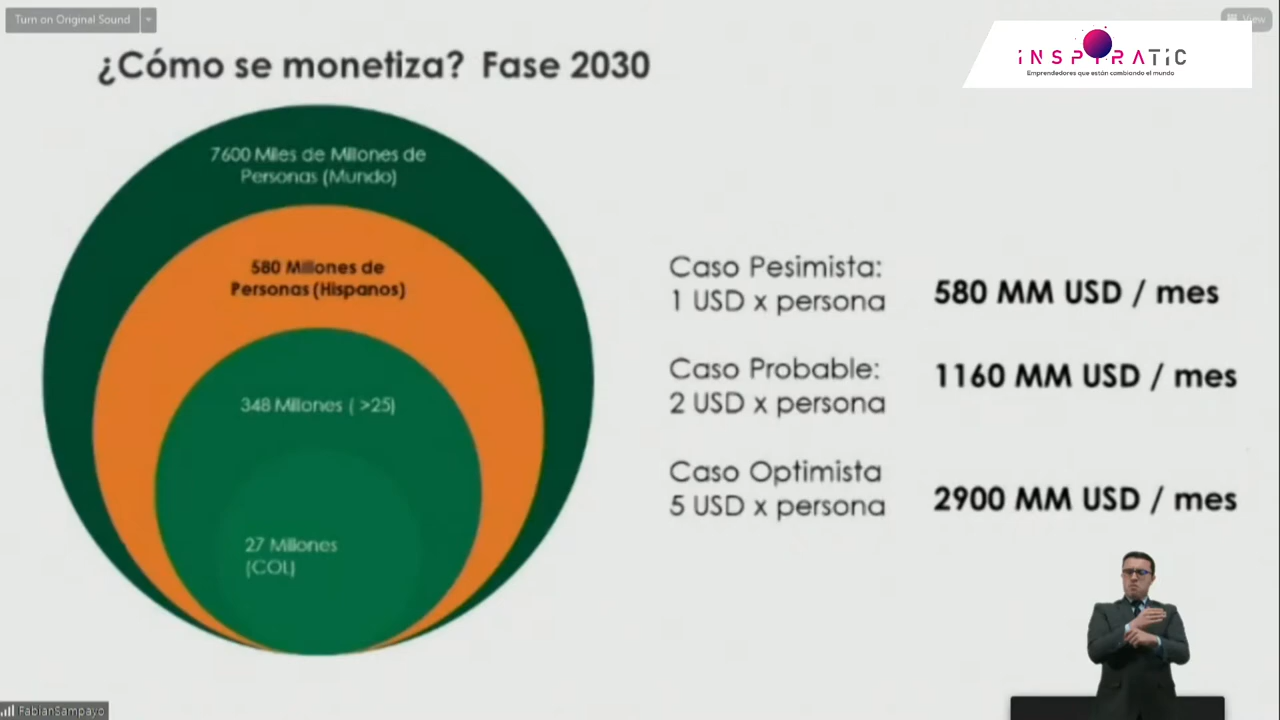 Turn on Original Sound
View
¿Cómo se monetiza? Fase 2030
iNSPIRATIC
Emprendedores que están cambiando el mundo
7600 Miles de Millones de
Personas (Mundo)
580 Millones de
Personas (Hispanos)
348 Millones ( >25)
27 Millones
(COL)
Caso Pesimista:
1 USD x persona
580 MM USD / mes
Caso Probable:
2 USD x persona
1160 MM USD / mes
Caso Optimista
5 USD x persona
2900 MM USD / mes
FabianSampayo